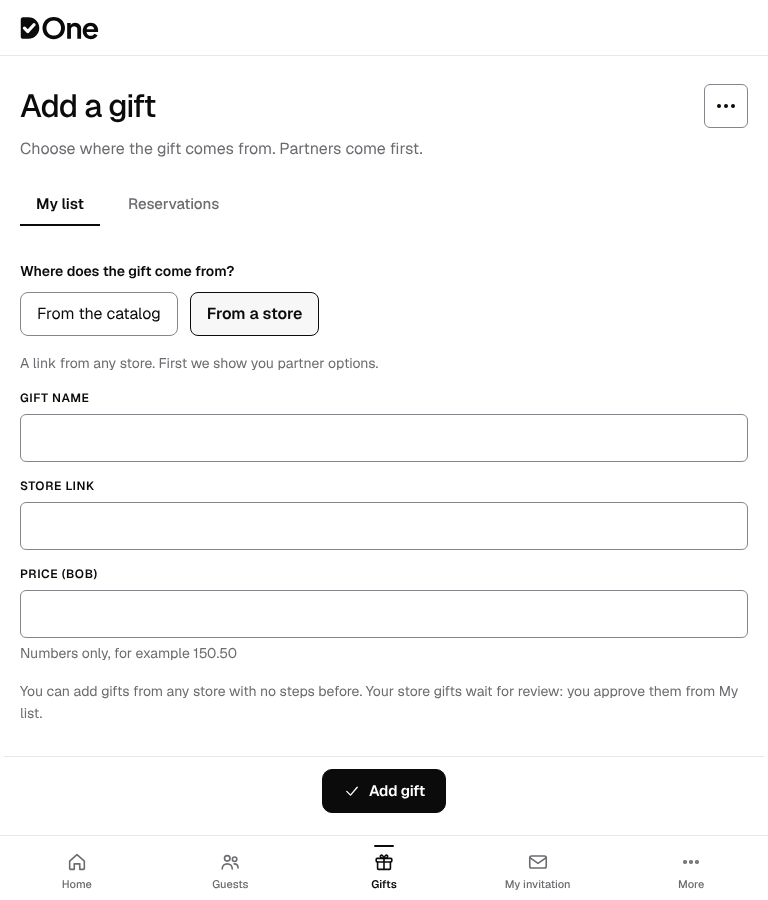 One
Add a gift
Choose where the gift comes from. Partners come first.
My list
Reservations
Where does the gift come from?
From the catalog
From a store
A link from any store. First we show you partner options.
GIFT NAME
STORE LINK
PRICE (BOB)
Numbers only, for example 150.50
You can add gifts from any store with no steps before. Your store gifts wait for review: you approve them from My
list.
Add gift
Home
Guests
Gifts
My invitation
More